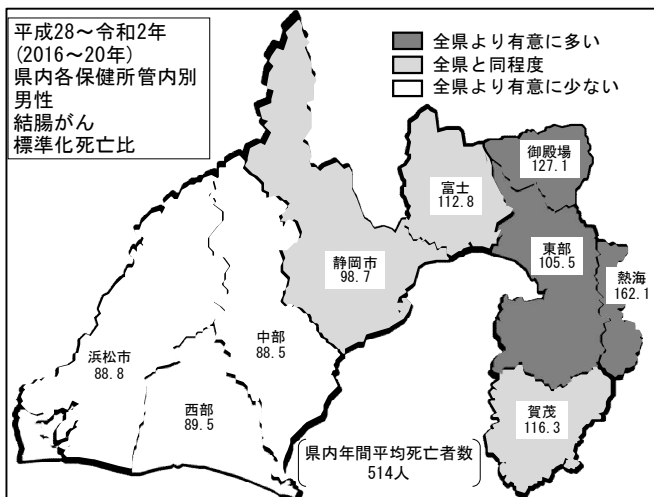 平成28～令和2年
(2016～20年)
県内各保健所管内別
男性
結腸がん
標準化死亡比
全県より有意に多い
全県と同程度
全県より有意に少ない
御殿場
127.1
富士
112.8
東部
105.5
熱海
162.1
静岡市
98.7
中部
88.5
浜松市
88.8
西部
89.5
賀茂
116.3
県内年間平均死亡者数
514人